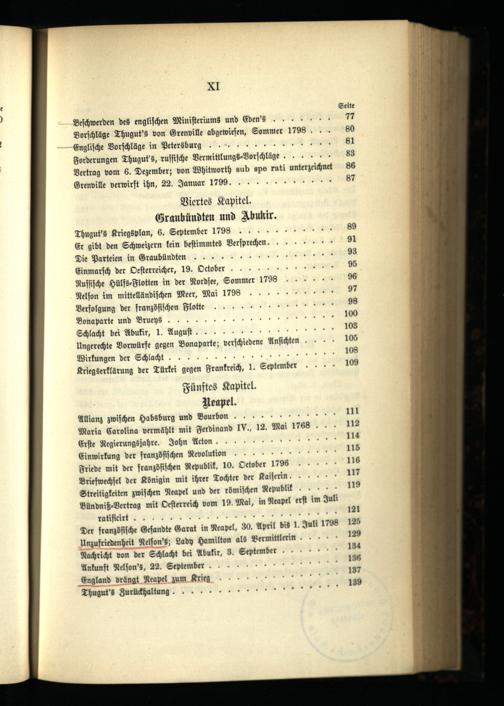 XI
Seite
Beschwerden des englischen Ministeriums und Eden's . . . . . . . 77
Vorschläge Thugut's von Grenville abgewiesen, Sommer 1798 . . . 80
Englische Vorschläge in Petersburg . . . . . . . . . . . . 81
Forderungen Thugut's, russische Vermittlungs-Vorschläge . . . . . 83
Vertrag vom 6. Dezember; von Whitworth sub spe rati unterzeichnet 86
Grenville verwirft ihn, 22. Januar 1799. . . . . . . . . . . 87
Viertes Kapitel.
Graubündten und Abukir.
Thugut's Kriegsplan, 6. September 1798 . . . . . . . . . . . 89
Er gibt den Schweizern kein bestimmtes Versprechen. . . . . . . 91
Die Parteien in Graubündten . . . . . . . . . . . . . . 93
Einmarsch der Oesterreicher, 19. October . . . . . . . . . . 95
Russische Hülfs-Flotten in der Nordsee, Sommer 1798 . . . . . . 96
Nelson im mittelländischen Meer, Mai 1798 . . . . . . . . . 97
Verfolgung der französischen Flotte . . . . . . . . . . . . 98
Bonaparte und Brueys . . . . . . . . . . . . . . . . 100
Schlacht bei Abukir, 1. August . . . . . . . . . . . . . 103
Ungerechte Vorwürfe gegen Bonaparte; verschiedene Ansichten . . . . 105
Wirkungen der Schlacht . . . . . . . . . . . . . . . . 108
Kriegserklärung der Türkei gegen Frankreich, 1. September . . . . 109
Fünftes Kapitel.
Neapel.
Allianz zwischen Habsburg und Bourbon . . . . . . . . . . . 111
Maria Carolina vermählt mit Ferdinand IV., 12. Mai 1768 . . . . 112
Erste Regierungsjahre. John Acton . . . . . . . . . . . . 114
Einwirkung der französischen Revolution . . . . . . . . . . 115
Friede mit der französischen Republik, 10. October 1796 . . . . . 116
Briefwechsel der Königin mit ihrer Tochter der Kaiserin. . . . . . 117
Streitigkeiten zwischen Neapel und der römischen Republik . . . . 119
Bündniß-Vertrag mit Oesterreich vom 19. Mai, in Neapel erst im Juli
ratificirt . . . . . . . . . . . . . . . . . . . . 121
Der französische Gesandte Garat in Neapel, 30. April bis 1. Juli 1798 125
Unzufriedenheit Nelson's; Lady Hamilton als Vermittlerin . . . . . 129
Nachricht von der Schlacht bei Abukir, 3. September . . . . . . 134
Ankunft Nelson's, 22. September . . . . . . . . . . . . . 136
England drängt Neapel zum Krieg . . . . . . . . . . . . 137
Thugut's Zurückhaltung . . . . . . . . . . . . . . . . 139